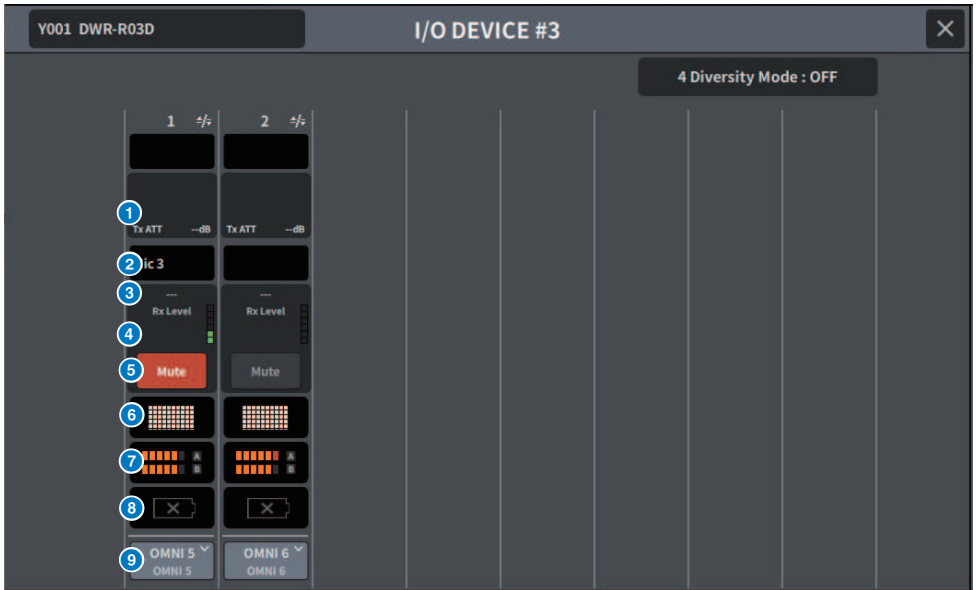 Y001 DWR-R03D
I/O DEVICE #3
4 Diversity Mode : OFF
1 +/- 2 +/-
1
Tx ATT --dB Tx ATT --dB
2 ic 3
3 --- ---
Rx Level Rx Level
4
5 Mute Mute
6
7 A A
B B
8
9 OMNI 5 OMNI 6
OMNI 5 OMNI 6